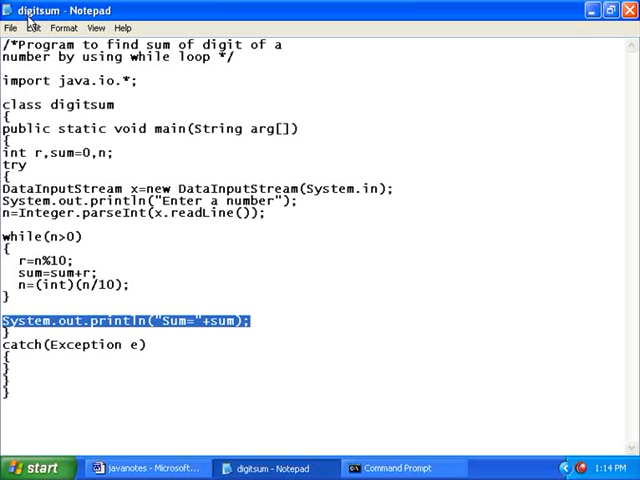 digitsum - Notepad
File Edit Format View Help
/*Program to find sum of digit of a
number by using while loop */
import java.io.*;
class digitsum
{
public static void main(String arg[])
{
int r,sum=0,n;
try
{
DataInputStream x=new DataInputStream(System.in);
System.out.println("Enter a number");
n=Integer.parseInt(x.readLine());
while(n>0)
{
r=n%10;
sum=sum+r;
n=(int)(n/10);
}
System.out.println("Sum="+sum);
}
catch(Exception e)
{
}
}
}
start javanotes - Microsoft... digitsum - Notepad Command Prompt 1:14 PM